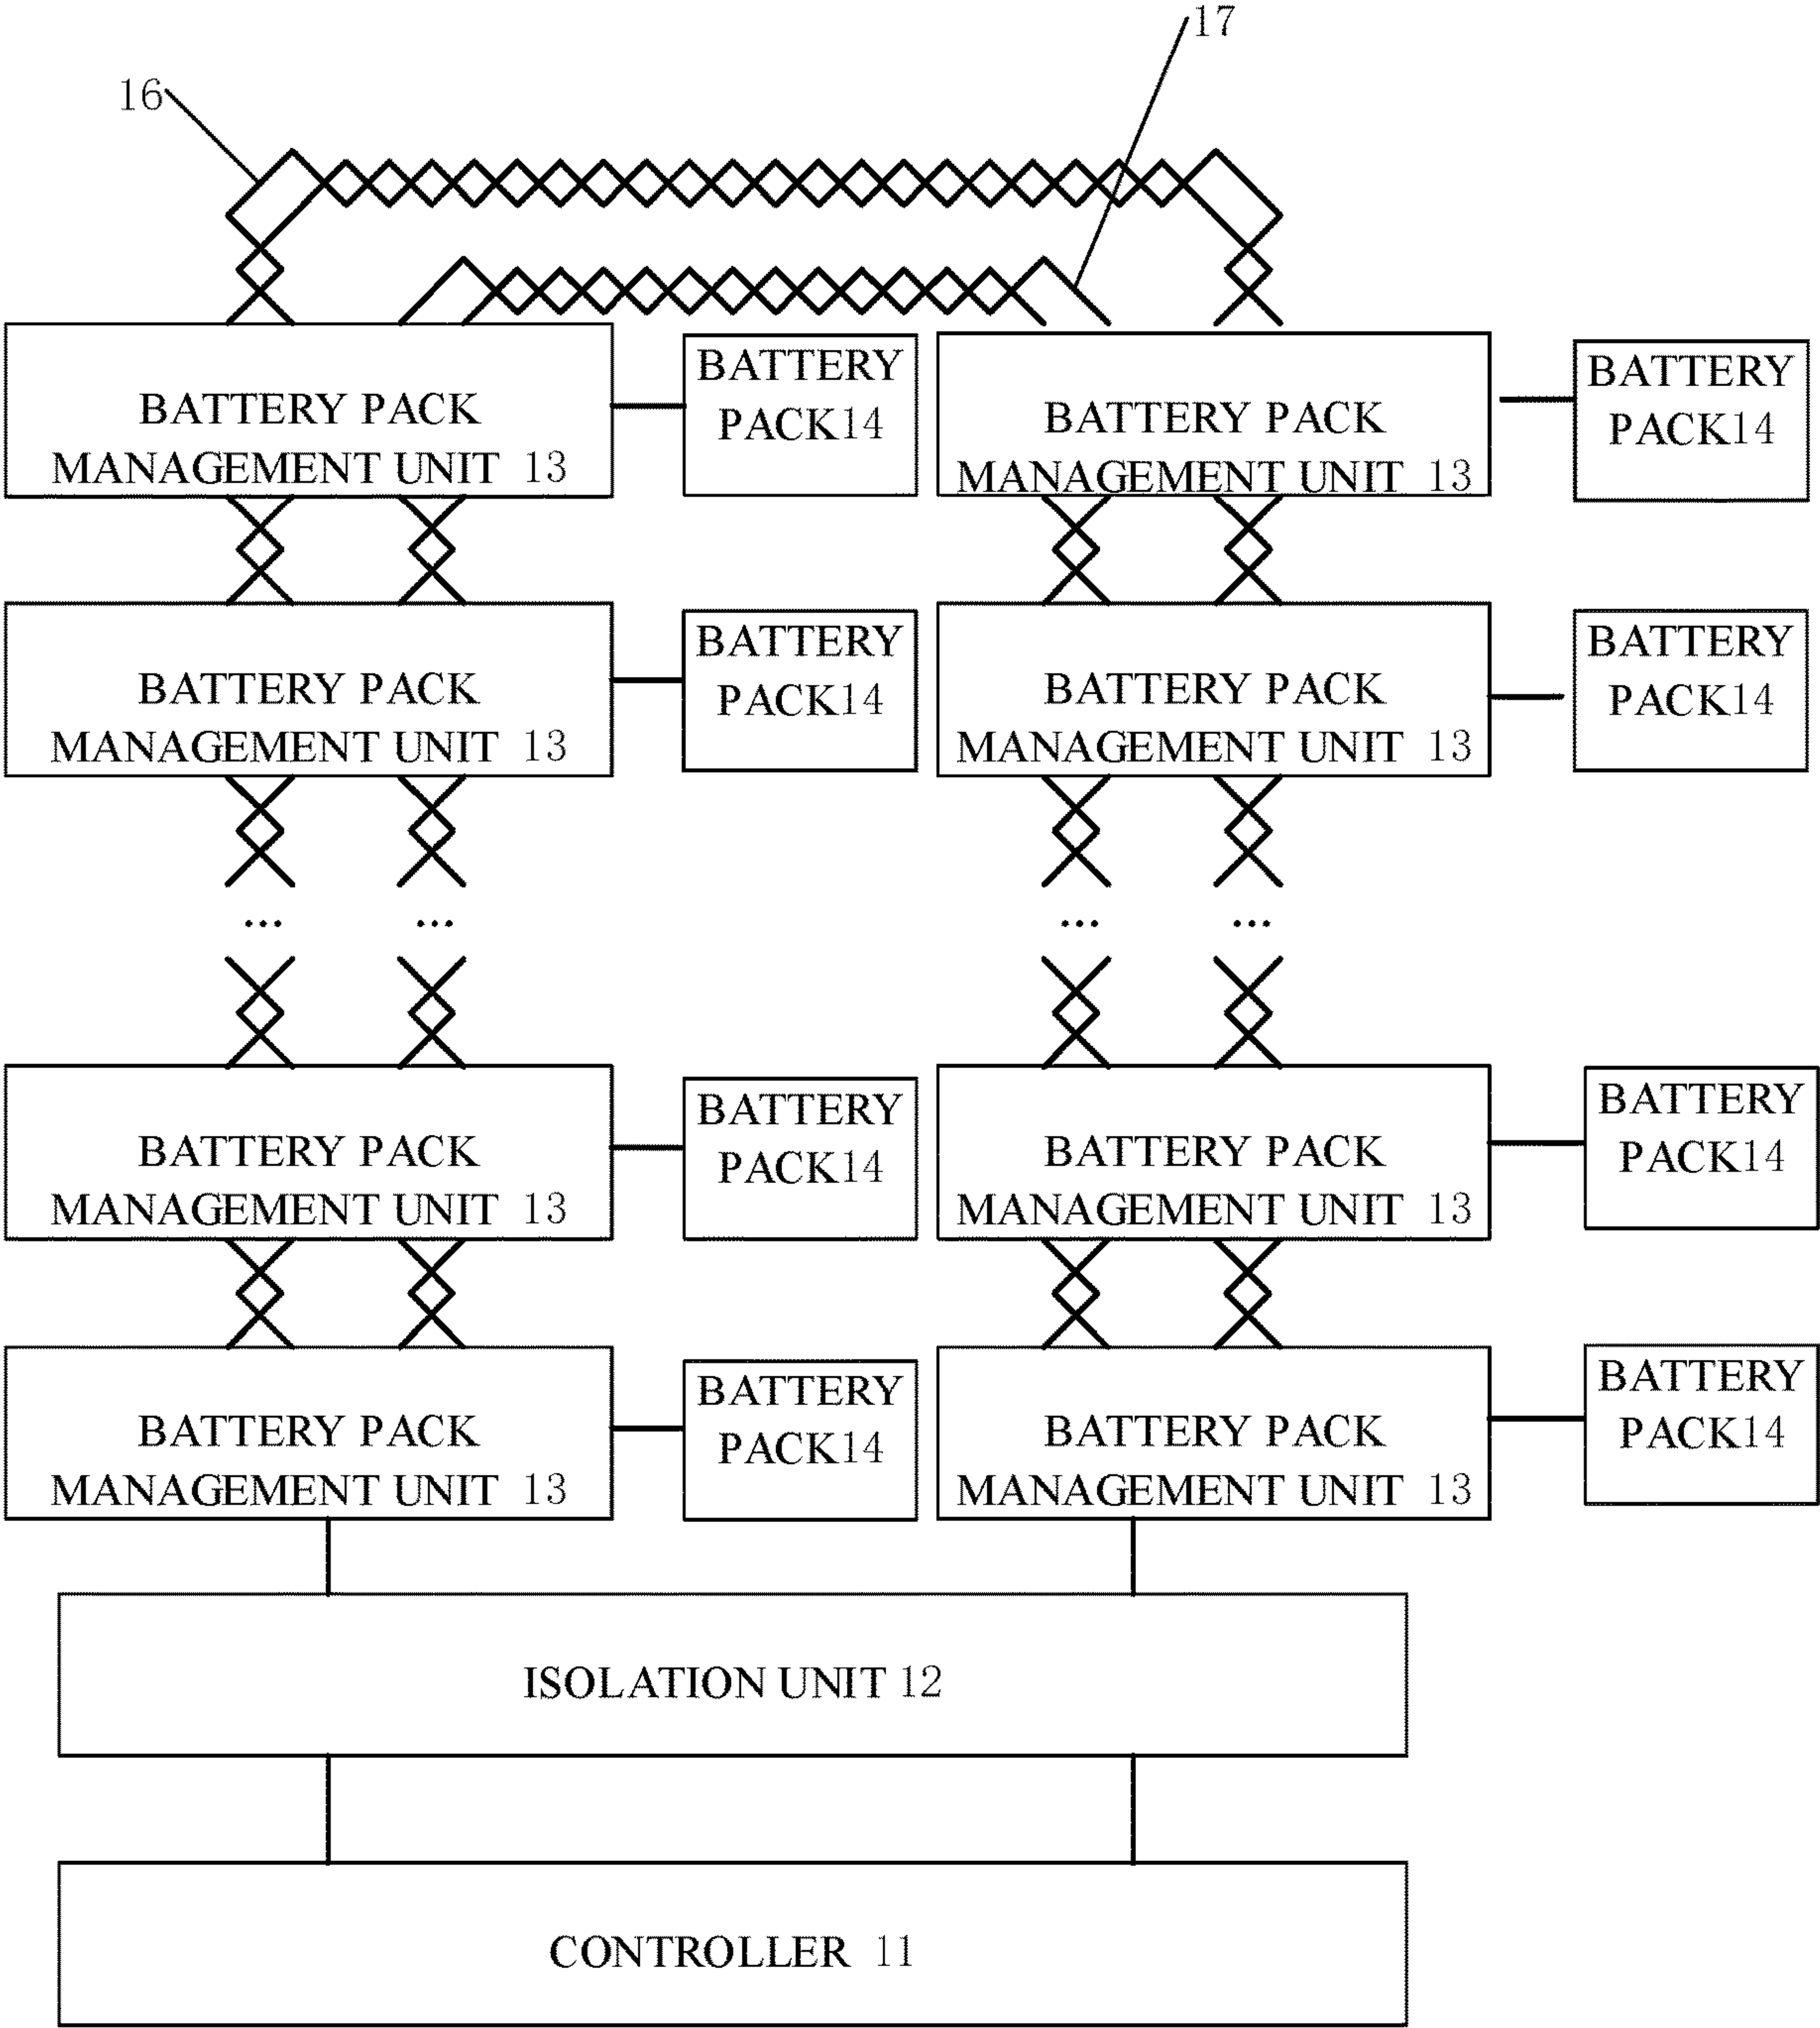 17
16
BATTERY PACK
MANAGEMENT UNIT 13
BATTERY
PACK14
BATTERY PACK
MANAGEMENT UNIT 13
BATTERY
PACK14
BATTERY PACK
MANAGEMENT UNIT 13
BATTERY
PACK14
BATTERY PACK
MANAGEMENT UNIT 13
BATTERY
PACK14
... ... ... ...
BATTERY PACK
MANAGEMENT UNIT 13
BATTERY
PACK14
BATTERY PACK
MANAGEMENT UNIT 13
BATTERY
PACK14
BATTERY PACK
MANAGEMENT UNIT 13
BATTERY
PACK14
BATTERY PACK
MANAGEMENT UNIT 13
BATTERY
PACK14
ISOLATION UNIT 12
CONTROLLER 11